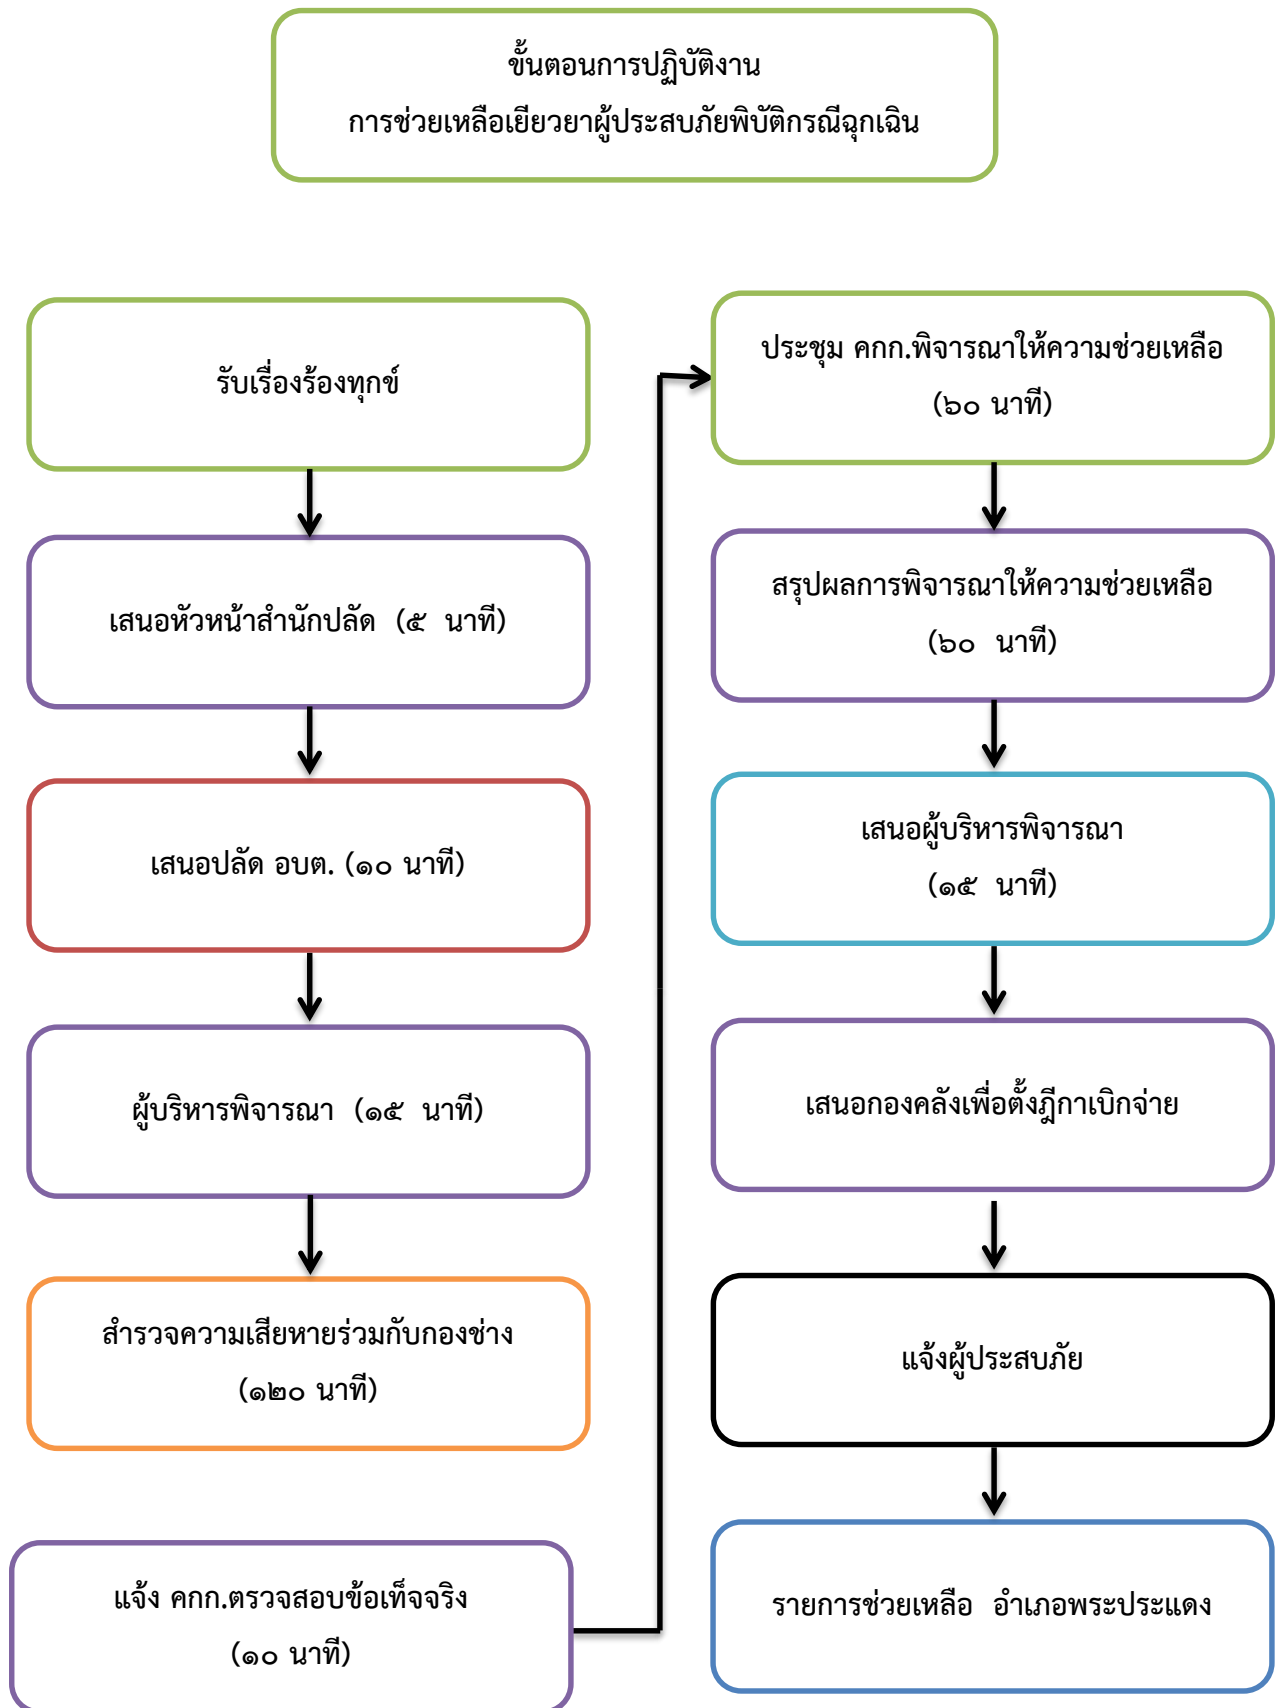 ขั้นตอนการปฏิบัติงาน
การช่วยเหลือเยียวยาผู้ประสบภัยพิบัติกรณีฉุกเฉิน
รับเรื่องร้องทุกข์
เสนอหัวหน้าสำนักปลัด (๕ นาที)
เสนอปลัด อบต. (๑๐ นาที)
ผู้บริหารพิจารณา (๑๕ นาที)
สำรวจความเสียหายร่วมกับกองช่าง
(๑๒๐ นาที)
แจ้ง คกก.ตรวจสอบข้อเท็จจริง
(๑๐ นาที)
ประชุม คกก.พิจารณาให้ความช่วยเหลือ
(๖๐ นาที)
สรุปผลการพิจารณาให้ความช่วยเหลือ
(๖๐ นาที)
เสนอผู้บริหารพิจารณา
(๑๕ นาที)
เสนอกองคลังเพื่อตั้งฎีกาเบิกจ่าย
แจ้งผู้ประสบภัย
รายการช่วยเหลือ อำเภอพระประแดง